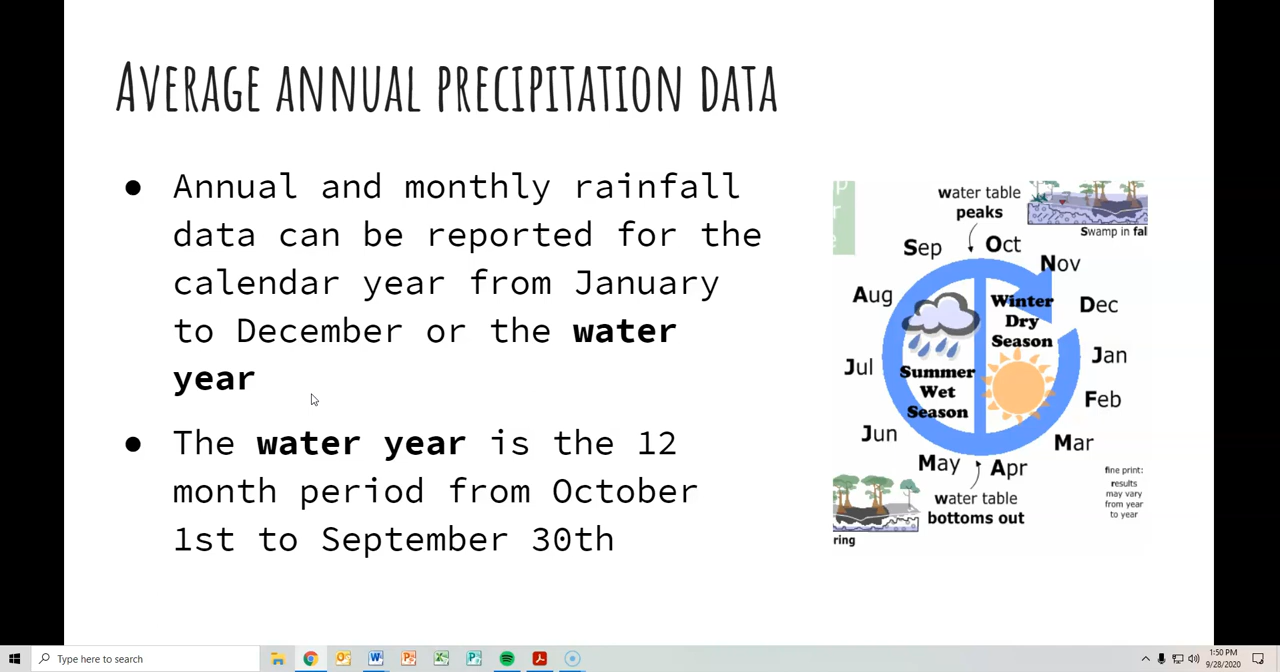 AVERAGE ANNUAL PRECIPITATION DATA
● Annual and monthly rainfall
data can be reported for the
calendar year from January
to December or the water
year
● The water year is the 12
month period from October
1st to September 30th
water table
peaks
Swamp in fal
Sep
Oct
Nov
Aug
Dec
Winter
Dry
Season
Jan
Jul
Summer
Wet
Season
Feb
Jun
Mar
May
Apr
water table
bottoms out
fine print:
results
may vary
from year
to year
ring
Type here to search
1:50 PM
9/28/2020